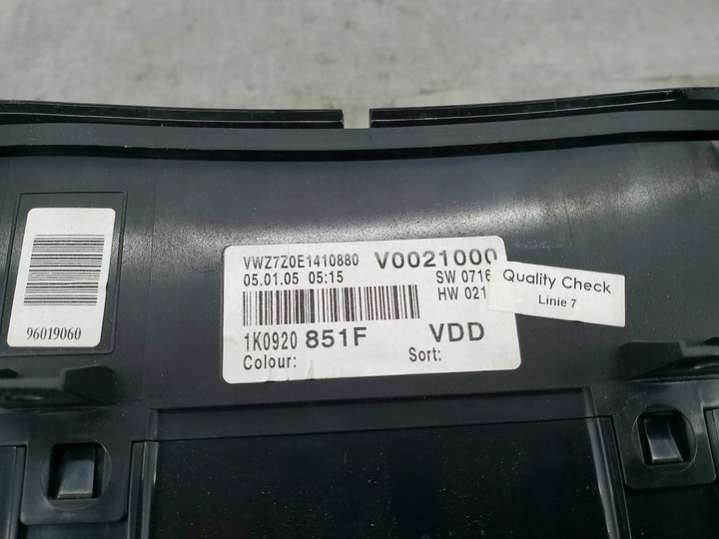 VWZ7Z0E1410880 V0021000
05.01.05 05:15 SW 0716
HW 021
1K0920 851F VDD
Colour: Sort:
Quality Check
Linie 7
96019060